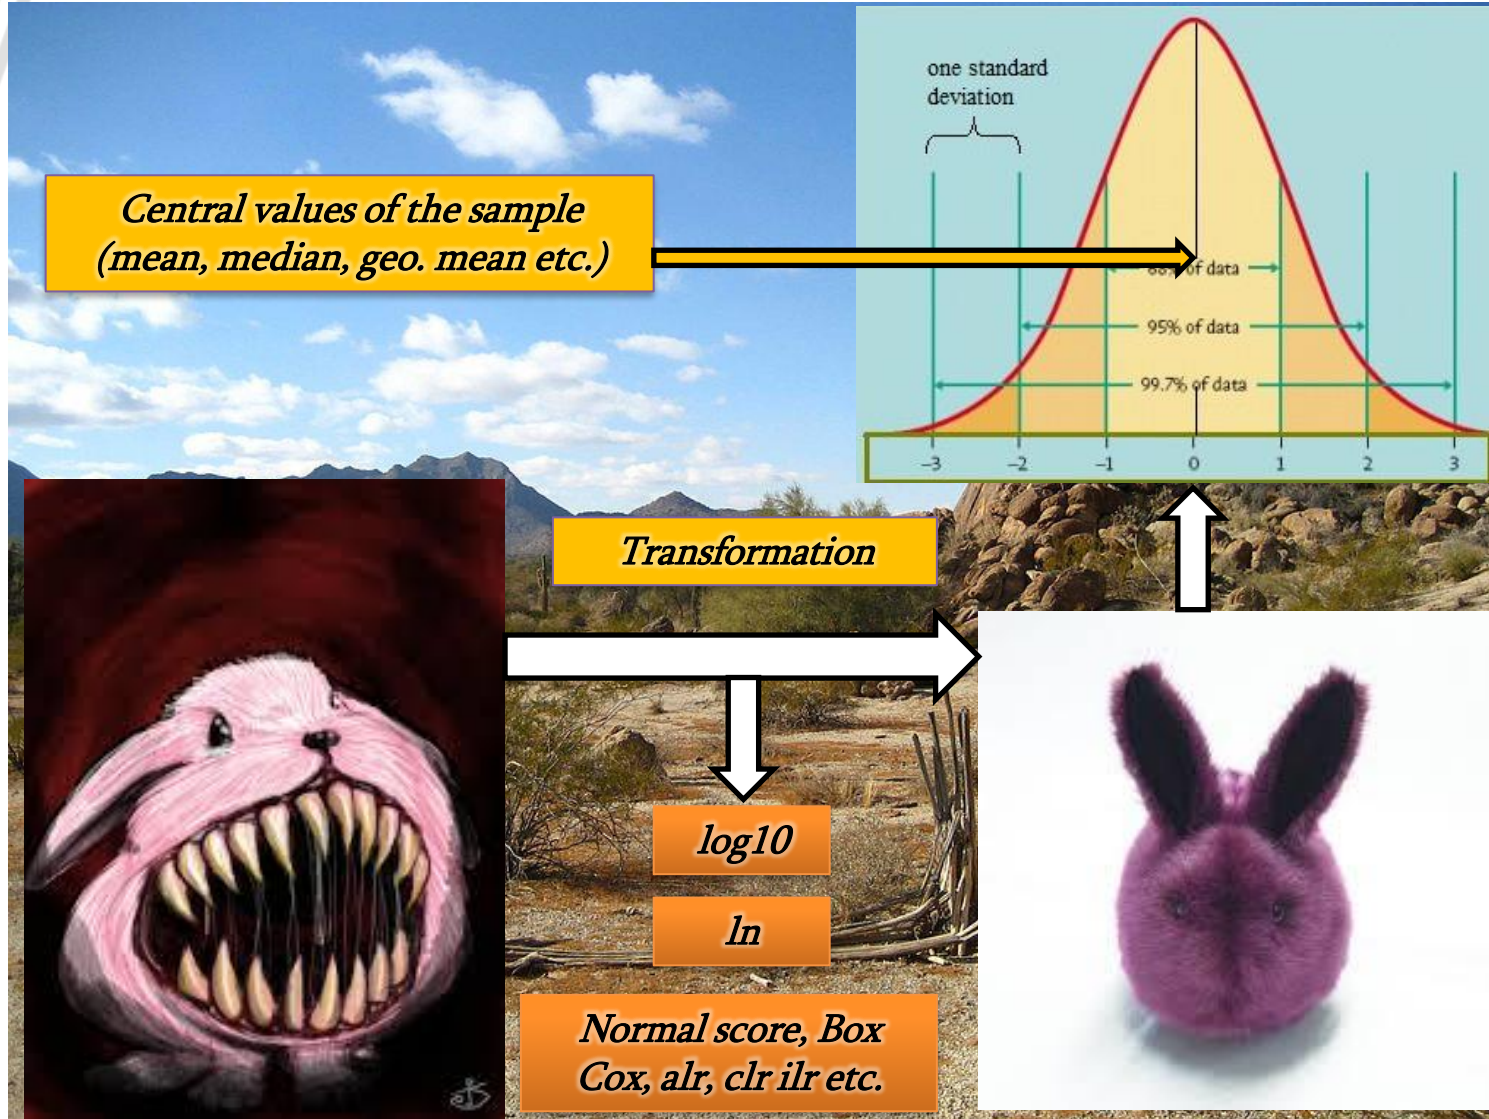 one standard
deviation
Central values of the sample
(mean, median, geo. mean etc.)
68% of data
95% of data
99.7% of data
-3 -2 -1 0 1 2 3
Transformation
log10
ln
Normal score, Box
Cox, alr, clr ilr etc.